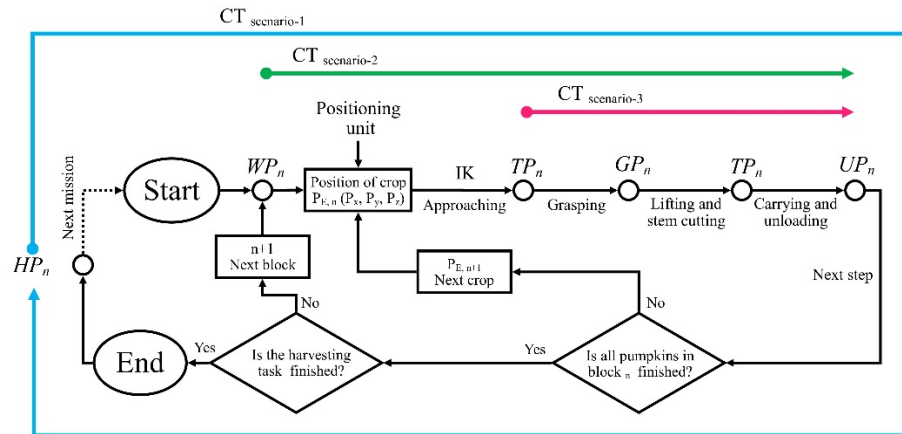 CT scenario-1
CT scenario-2
CT scenario-3
Positioning
unit
Next mission
Start
WPn
Position of crop
PE, n (Px, Py, Pz)
IK
Approaching
TPn
Grasping
GPn
Lifting and
stem cutting
TPn
Carrying and
unloading
UPn
HPn
n+1
Next block
PE, n+1
Next crop
Next step
No
No
End
Yes
Is the harvesting
task finished?
Yes
Is all pumpkins in
block n finished?